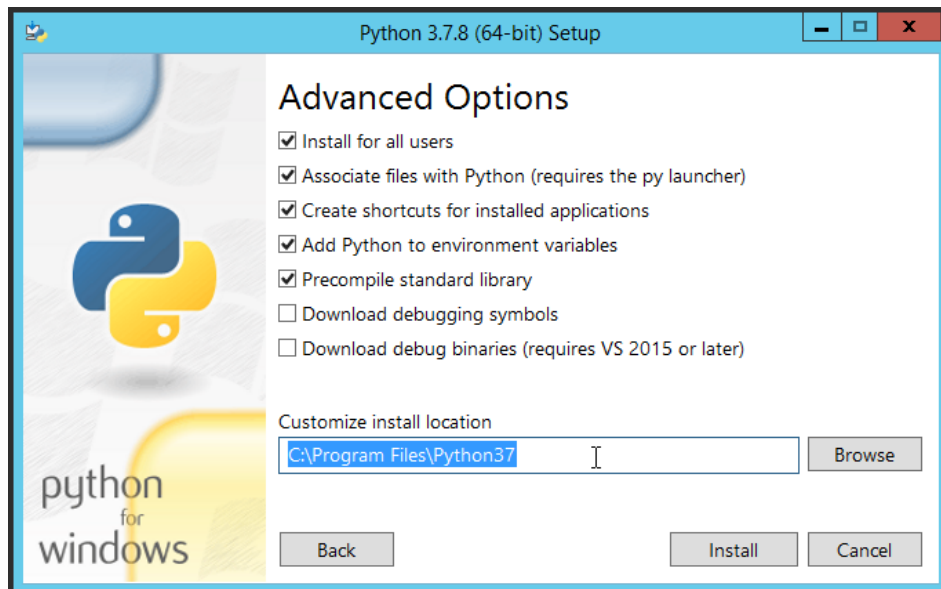 Python 3.7.8 (64-bit) Setup
Advanced Options
Install for all users
Associate files with Python (requires the py launcher)
Create shortcuts for installed applications
Add Python to environment variables
Precompile standard library
Download debugging symbols
Download debug binaries (requires VS 2015 or later)
Customize install location
C:\Program Files\Python37
Browse
python
for
windows
Back
Install
Cancel